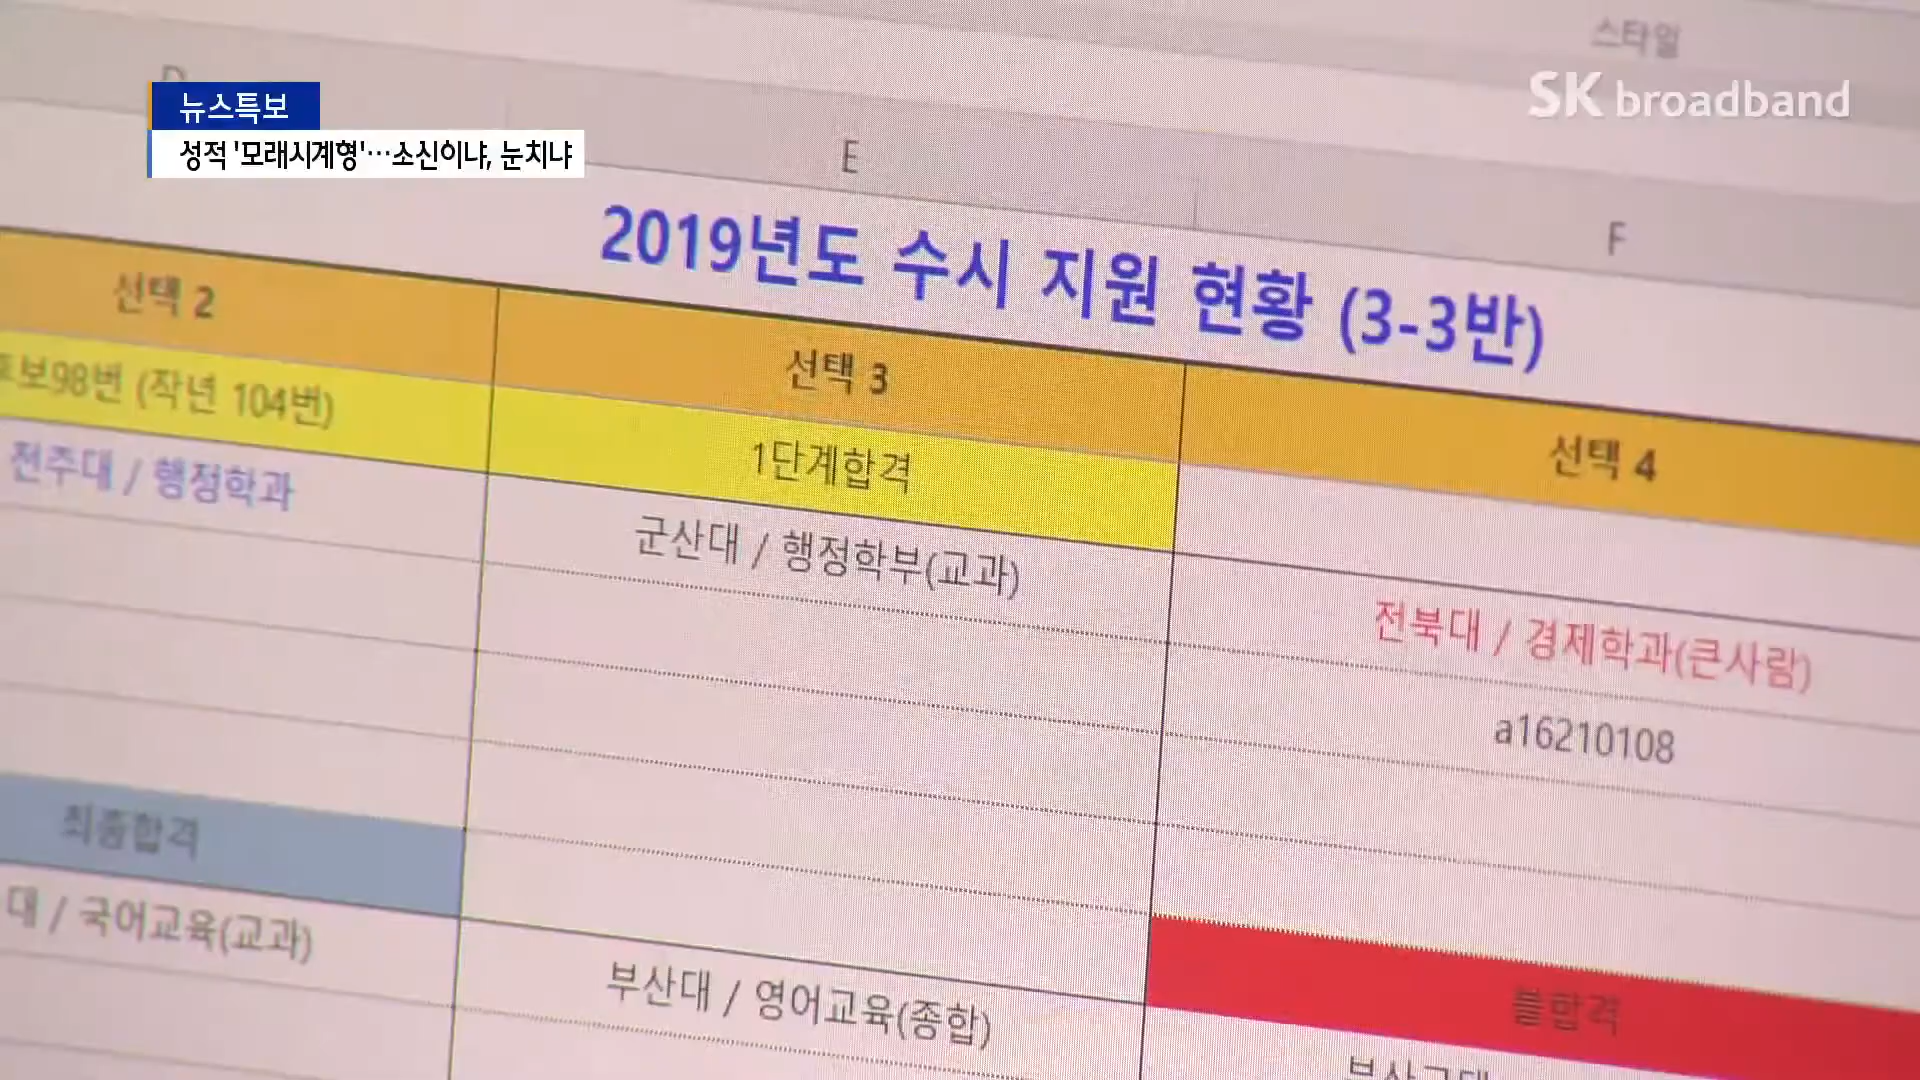 스타일
SK broadband
뉴스특보
성적 '모래시계형'…소신이냐, 눈치냐
D
E
F
2019년도 수시 지원 현황 (3-3반)
선택 2
선택 3
선택 4
후보98번 (작년 104번)
1단계합격
전주대 / 행정학과
군산대 / 행정학부(교과)
전북대 / 경제학과(큰사람)
a16210108
최종합격
대 / 국어교육(교과)
부산대 / 영어교육(종합)
불합격